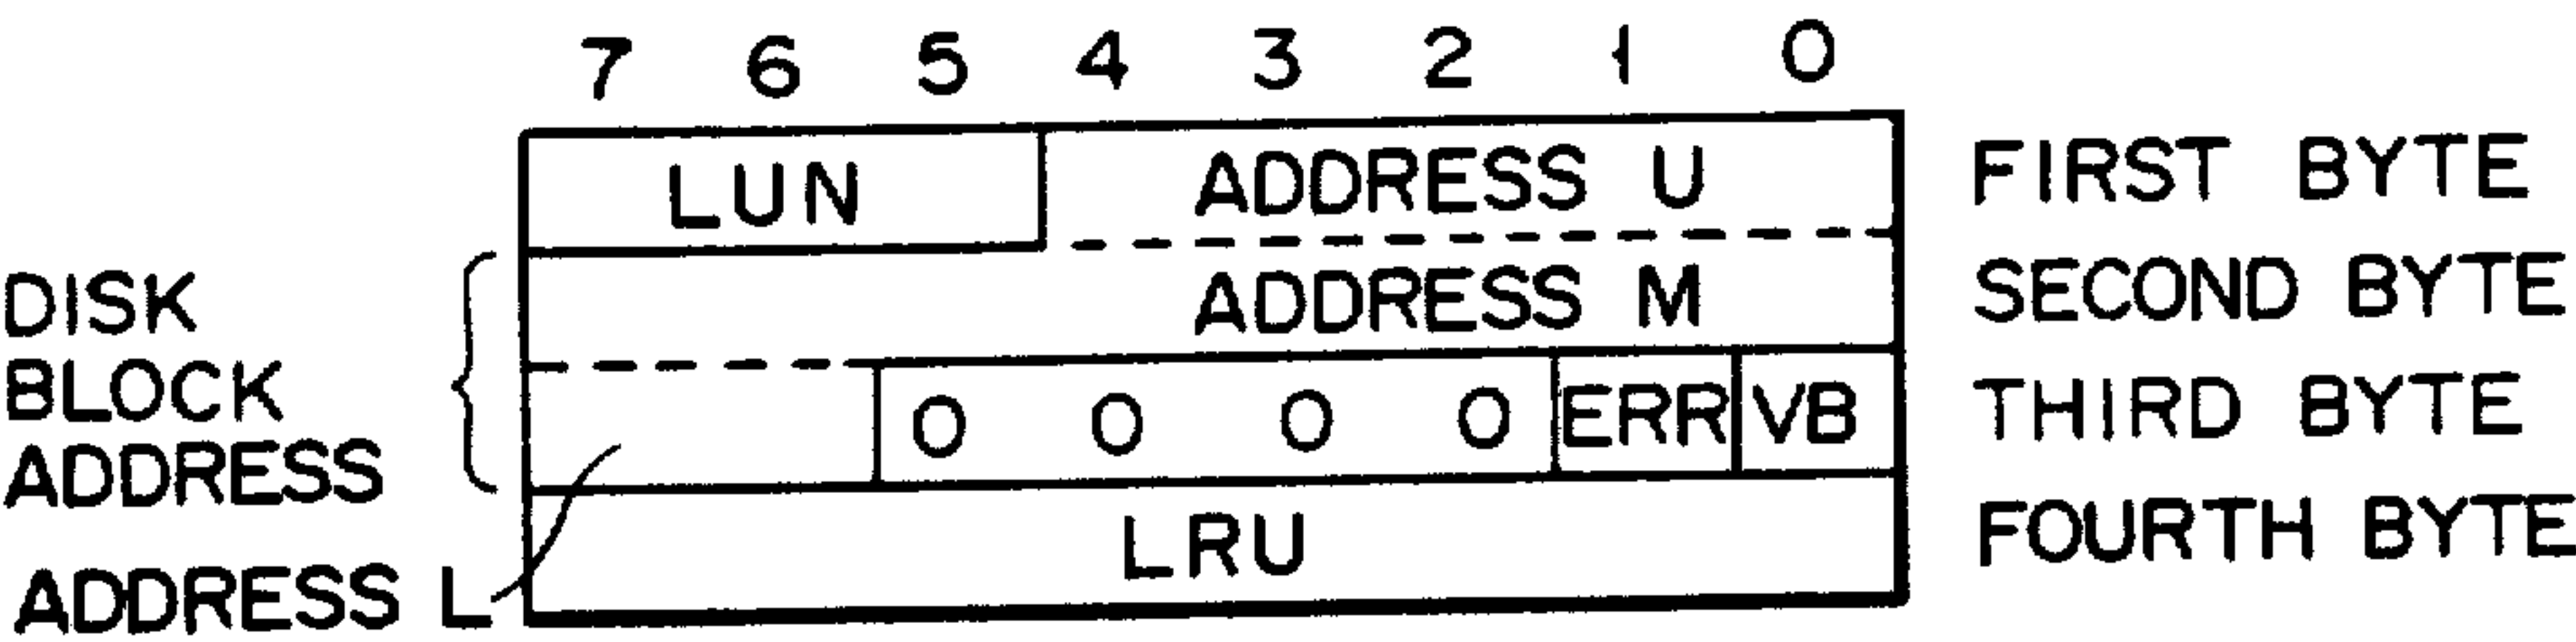 7 6 5 4 3 2 1 0
LUN ADDRESS U FIRST BYTE
ADDRESS M SECOND BYTE
DISK
BLOCK
ADDRESS
0 0 0 0 ERR VB THIRD BYTE
LRU FOURTH BYTE
ADDRESS L